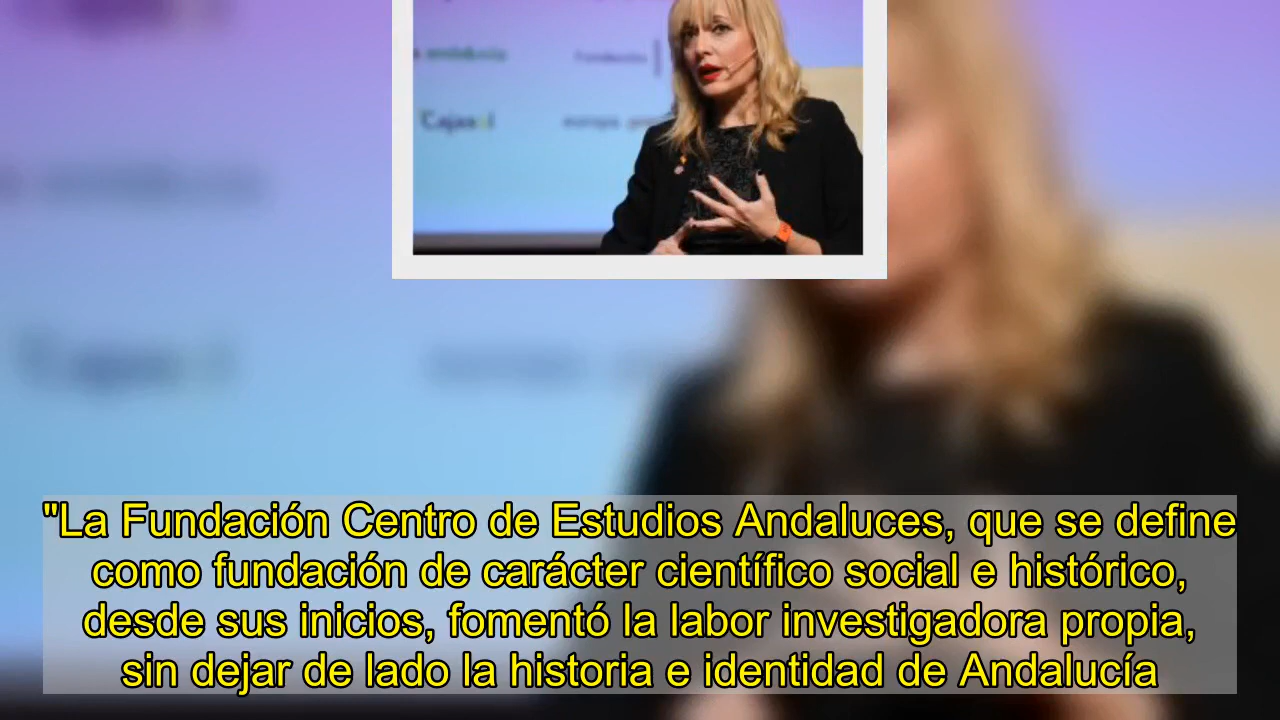 Cajasol
"La Fundación Centro de Estudios Andaluces, que se define
como fundación de carácter científico social e histórico,
desde sus inicios, fomentó la labor investigadora propia,
sin dejar de lado la historia e identidad de Andalucía